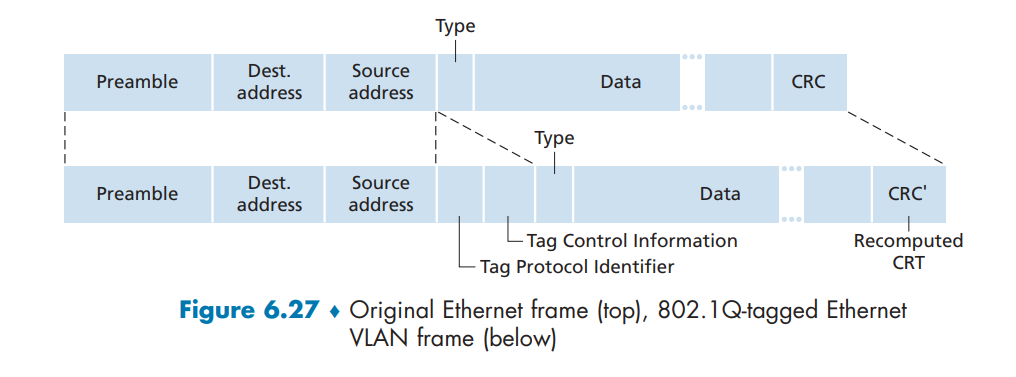 Type
Preamble
Dest.
address
Source
address
Data
CRC
Type
Preamble
Dest.
address
Source
address
Data
CRC'
Tag Control Information
Tag Protocol Identifier
Recomputed
CRT
Figure 6.27 ♦ Original Ethernet frame (top), 802.1Q-tagged Ethernet
VLAN frame (below)